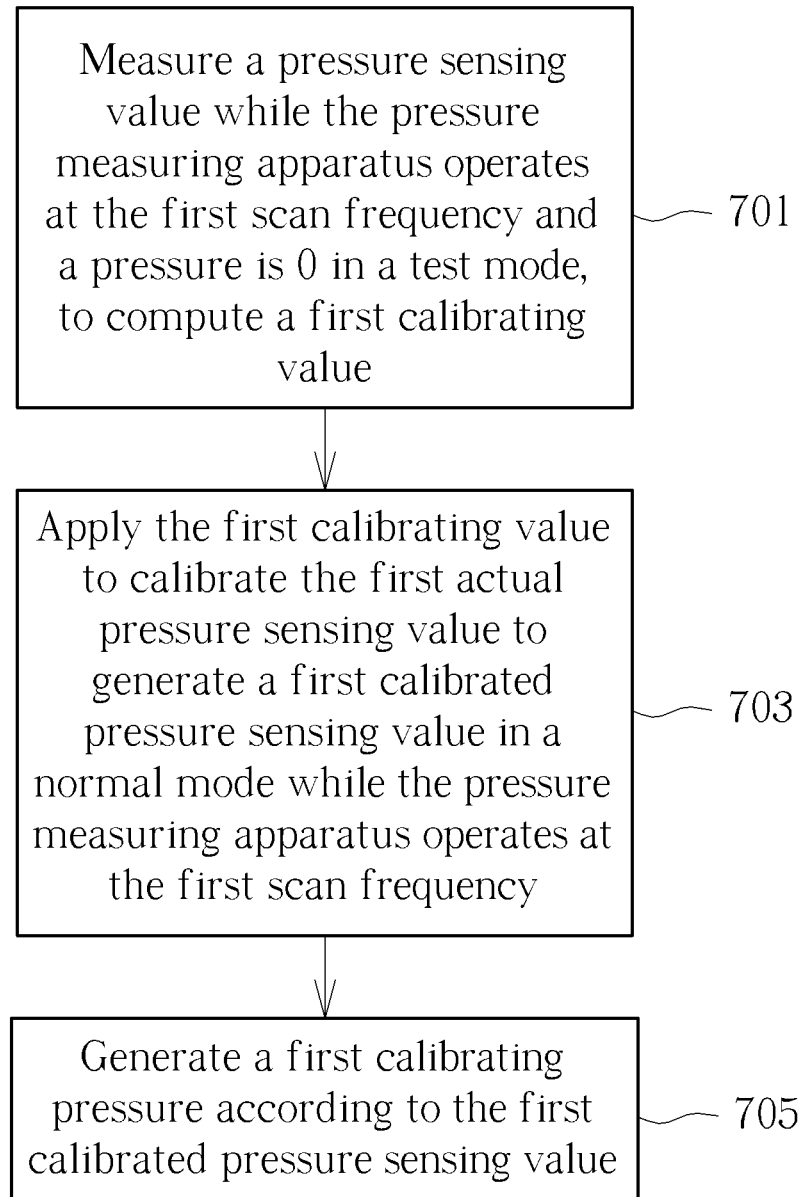 Measure a pressure sensing
value while the pressure
measuring apparatus operates
at the first scan frequency and
a pressure is 0 in a test mode,
to compute a first calibrating
value
701
Apply the first calibrating value
to calibrate the first actual
pressure sensing value to
generate a first calibrated
pressure sensing value in a
normal mode while the pressure
measuring apparatus operates at
the first scan frequency
703
Generate a first calibrating
pressure according to the first
calibrated pressure sensing value
705